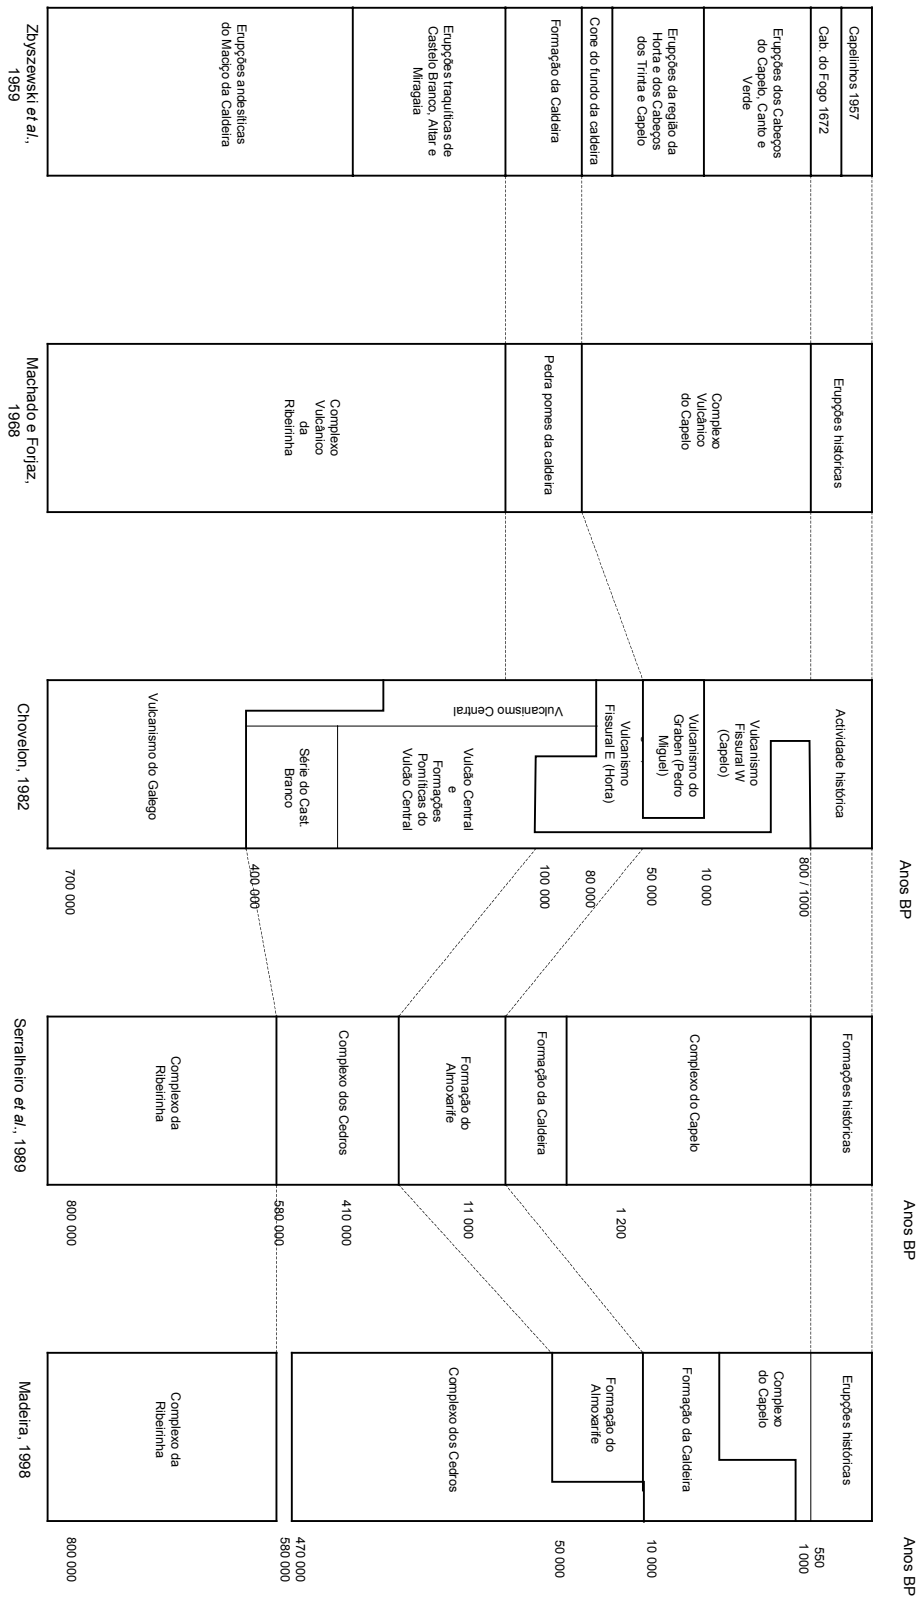 Capelinhos 1957
Cab. do Fogo 1672
Erupções dos Cabeços
do Capelo, Canto e
Verde
Erupções da região da
Horta e dos Cabeços
dos Trinta e Capelo
Cone do fundo da caldeira
Formação da Caldeira
Erupções traquíticas de
Castelo Branco, Altar e
Miragaia
Erupções andesíticas
do Maciço da Caldeira
Zbyszewski et al.,
1959
Erupções históricas
Complexo
Vulcânico
do Capelo
Pedra pomes da caldeira
Complexo
Vulcânico
da
Ribeirinha
Machado e Forjaz,
1968
Actividade histórica
Vulcanismo
Fissural W
(Capelo)
Vulcanismo do
Graben (Pedro
Miguel)
Vulcanismo
Fissural E (Horta)
Vulcanismo Central
Vulcão Central
e
Formações
Pomíticas do
Vulcão Central
Série do Cast.
Branco
Vulcanismo do Galego
Chovelon, 1982
Anos BP
800 / 1000
10 000
50 000
80 000
100 000
400 000
700 000
Formações históricas
Complexo do Capelo
Formação da Caldeira
Formação do
Almoxarife
Complexo dos Cedros
Complexo da
Ribeirinha
Serralheiro et al., 1989
Anos BP
1 200
11 000
410 000
580 000
800 000
Erupções históricas
Complexo
do Capelo
Formação da Caldeira
Formação do
Almoxarife
Complexo dos Cedros
Complexo da
Ribeirinha
Madeira, 1998
Anos BP
550
1 000
10 000
50 000
470 000
580 000
800 000